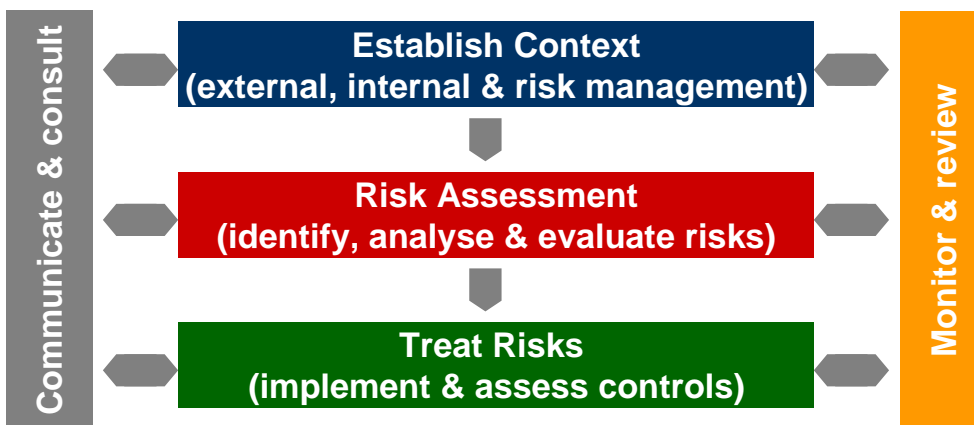 Communicate & consult
Establish Context
(external, internal & risk management)
Risk Assessment
(identify, analyse & evaluate risks)
Treat Risks
(implement & assess controls)
Monitor & review